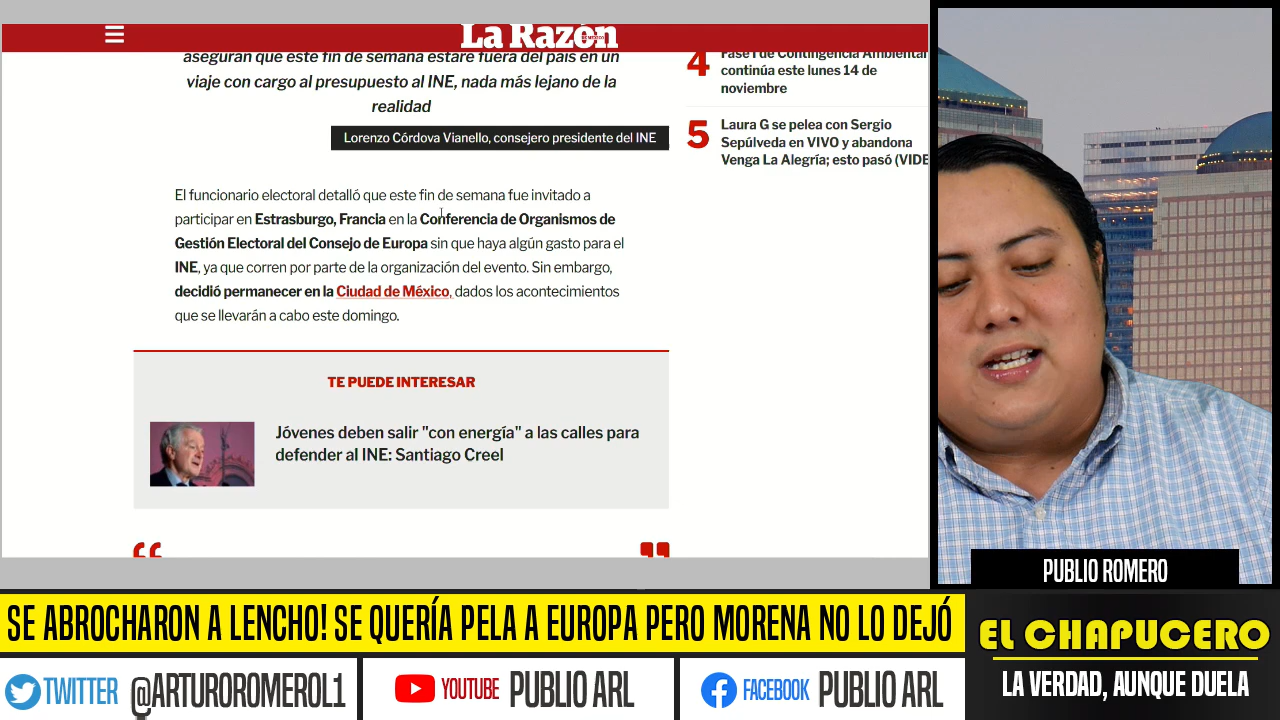 La Razón
aseguran que este fin de semana estaré fuera del país en un
viaje con cargo al presupuesto al INE, nada más lejano de la
realidad
Lorenzo Córdova Vianello, consejero presidente del INE
El funcionario electoral detalló que este fin de semana fue invitado a
participar en Estrasburgo, Francia en la Conferencia de Organismos de
Gestión Electoral del Consejo de Europa sin que haya algún gasto para el
INE, ya que corren por parte de la organización del evento. Sin embargo,
decidió permanecer en la Ciudad de México, dados los acontecimientos
que se llevarán a cabo este domingo.
TE PUEDE INTERESAR
Jóvenes deben salir "con energía" a las calles para
defender al INE: Santiago Creel
4
Fase I de Contingencia Ambiental
continúa este lunes 14 de
noviembre
5
Laura G se pelea con Sergio
Sepúlveda en VIVO y abandona
Venga La Alegría; esto pasó (VIDE
PUBLIO ROMERO
SE ABROCHARON A LENCHO! SE QUERÍA PELA A EUROPA PERO MORENA NO LO DEJÓ
EL CHAPUCERO
LA VERDAD, AUNQUE DUELA
TWITTER @ARTUROROMEROL1
YOUTUBE PUBLIO ARL
FACEBOOK PUBLIO ARL